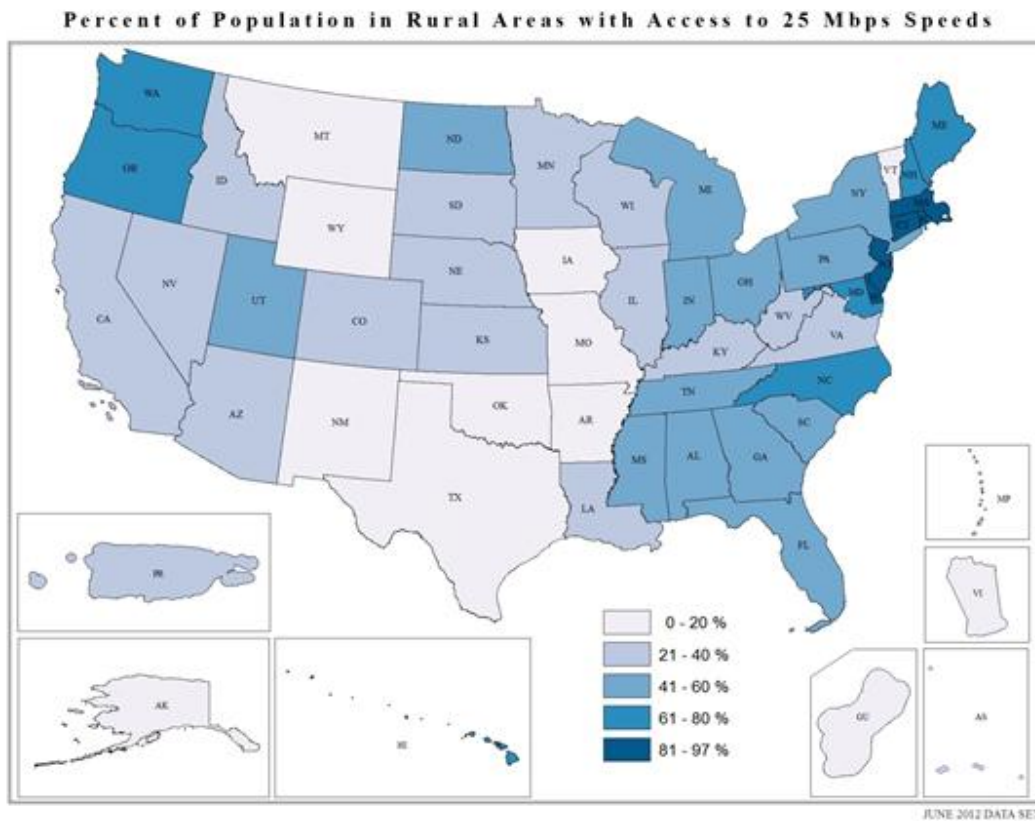 Percent of Population in Rural Areas with Access to 25 Mbps Speeds
WA
MT
ND
ME
OR
MN
VT
NH
ID
SD
WI
NY
MI
WY
IA
PA
NE
NV
IL
IN
OH
MD
UT
CO
WV
CA
KS
MO
KY
VA
NC
TN
OK
AR
SC
AZ
NM
MS
AL
GA
TX
LA
MP
FL
PR
VI
0 - 20 %
21 - 40 %
41 - 60 %
61 - 80 %
81 - 97 %
AK
HI
GU
AS
JUNE 2012 DATA SE